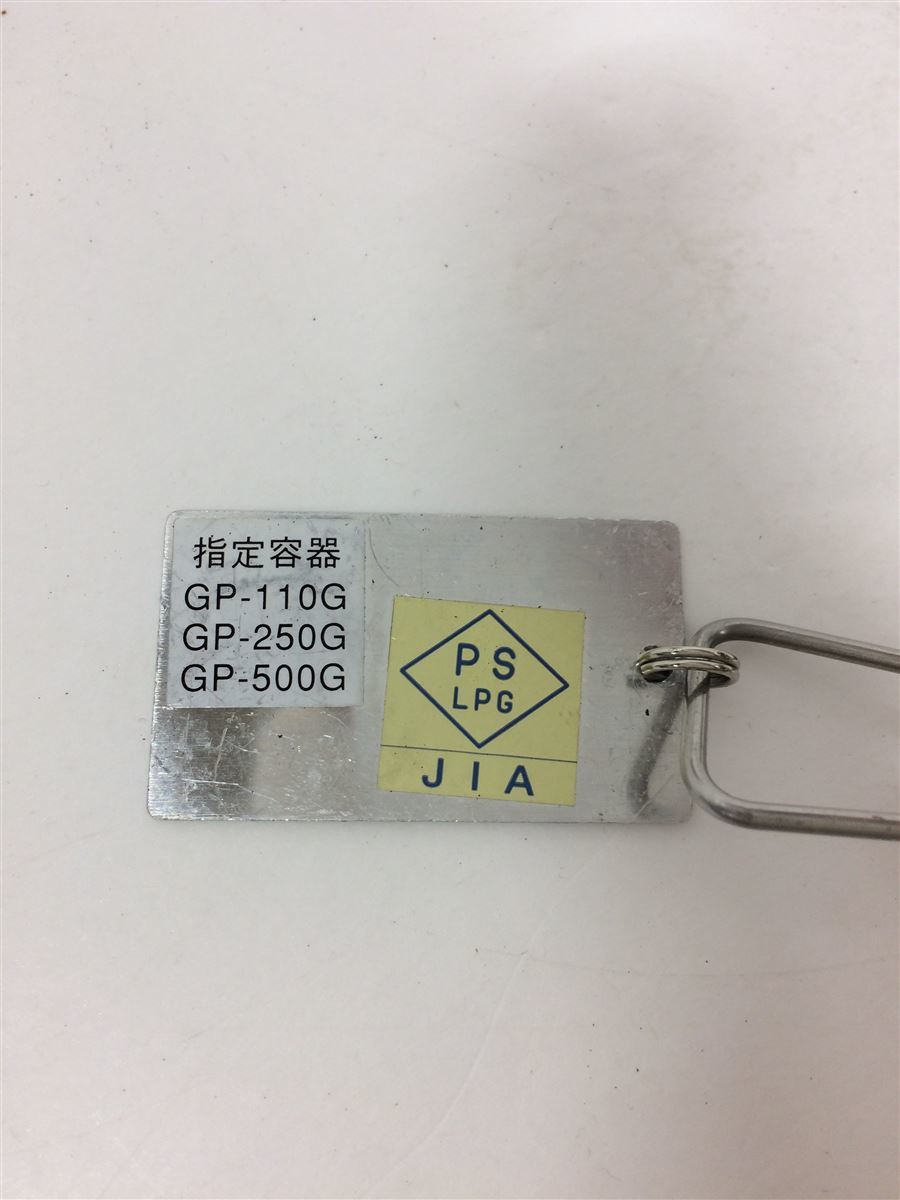 指定容器
GP-110G
GP-250G
GP-500G
PS
LPG
JIA